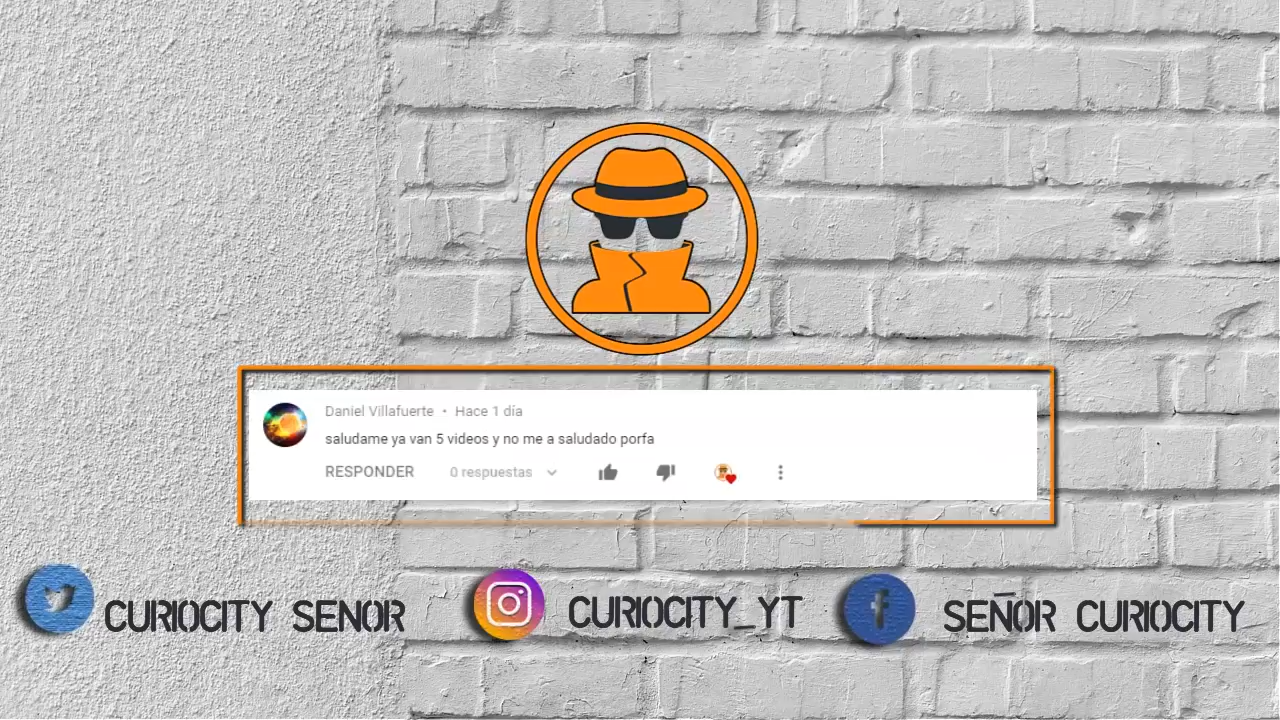 Daniel Villafuerte • Hace 1 día
saludame ya van 5 videos y no me a saludado porfa
RESPONDER 0 respuestas
CURIOCITY SENOR CURIOCITY_YT SEÑOR CURIOCITY